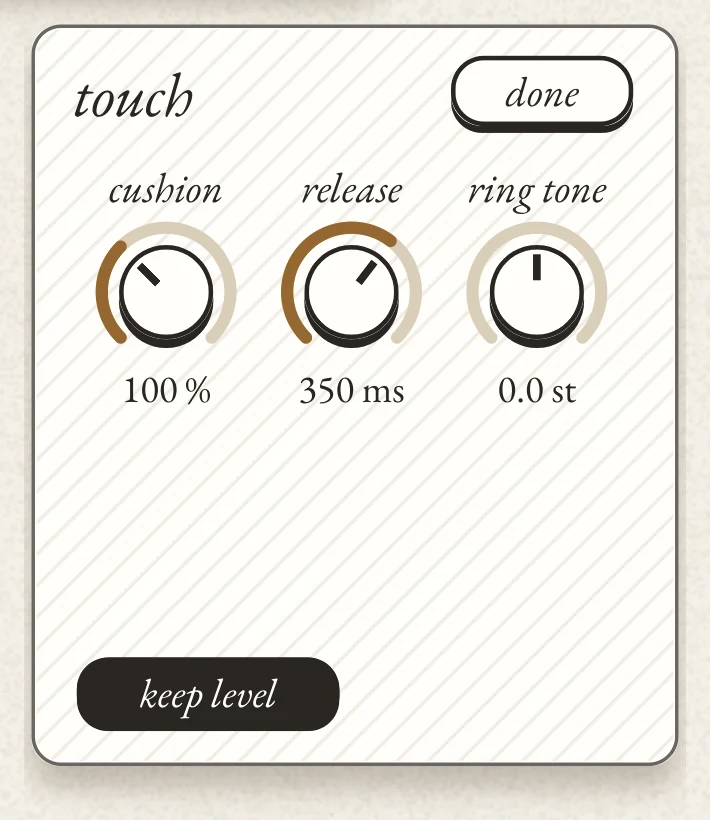 touch
done
cushion
release
ring tone
100 %
350 ms
0.0 st
keep level